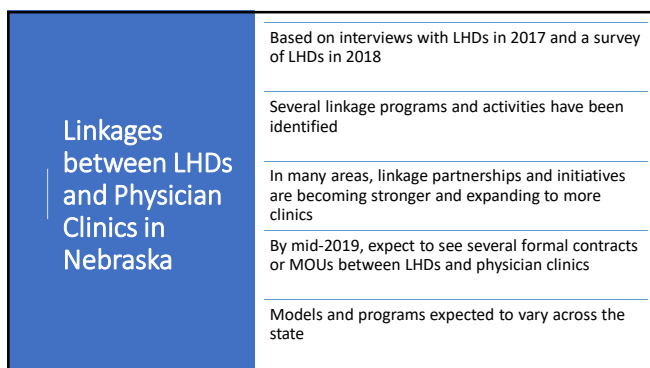 Linkages
between LHDs
and Physician
Clinics in
Nebraska
Based on interviews with LHDs in 2017 and a survey
of LHDs in 2018
Several linkage programs and activities have been
identified
In many areas, linkage partnerships and initiatives
are becoming stronger and expanding to more
clinics
By mid-2019, expect to see several formal contracts
or MOUs between LHDs and physician clinics
Models and programs expected to vary across the
state